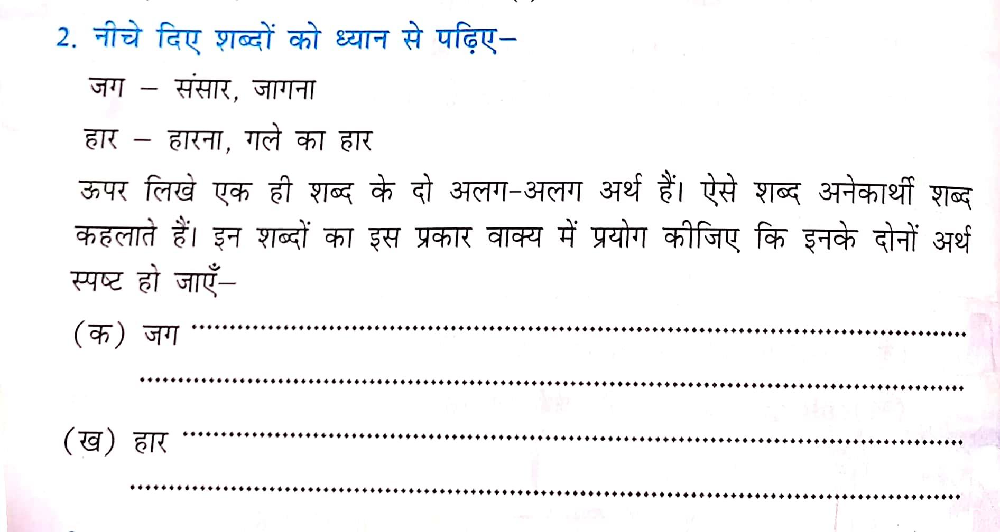 2. नीचे दिए शब्दों को ध्यान से पढ़िए–
जग – संसार, जागना
हार – हारना, गले का हार
ऊपर लिखे एक ही शब्द के दो अलग-अलग अर्थ हैं। ऐसे शब्द अनेकार्थी शब्द
कहलाते हैं। इन शब्दों का इस प्रकार वाक्य में प्रयोग कीजिए कि इनके दोनों अर्थ
स्पष्ट हो जाएँ–
(क) जग ........................................
........................................
(ख) हार ........................................
........................................